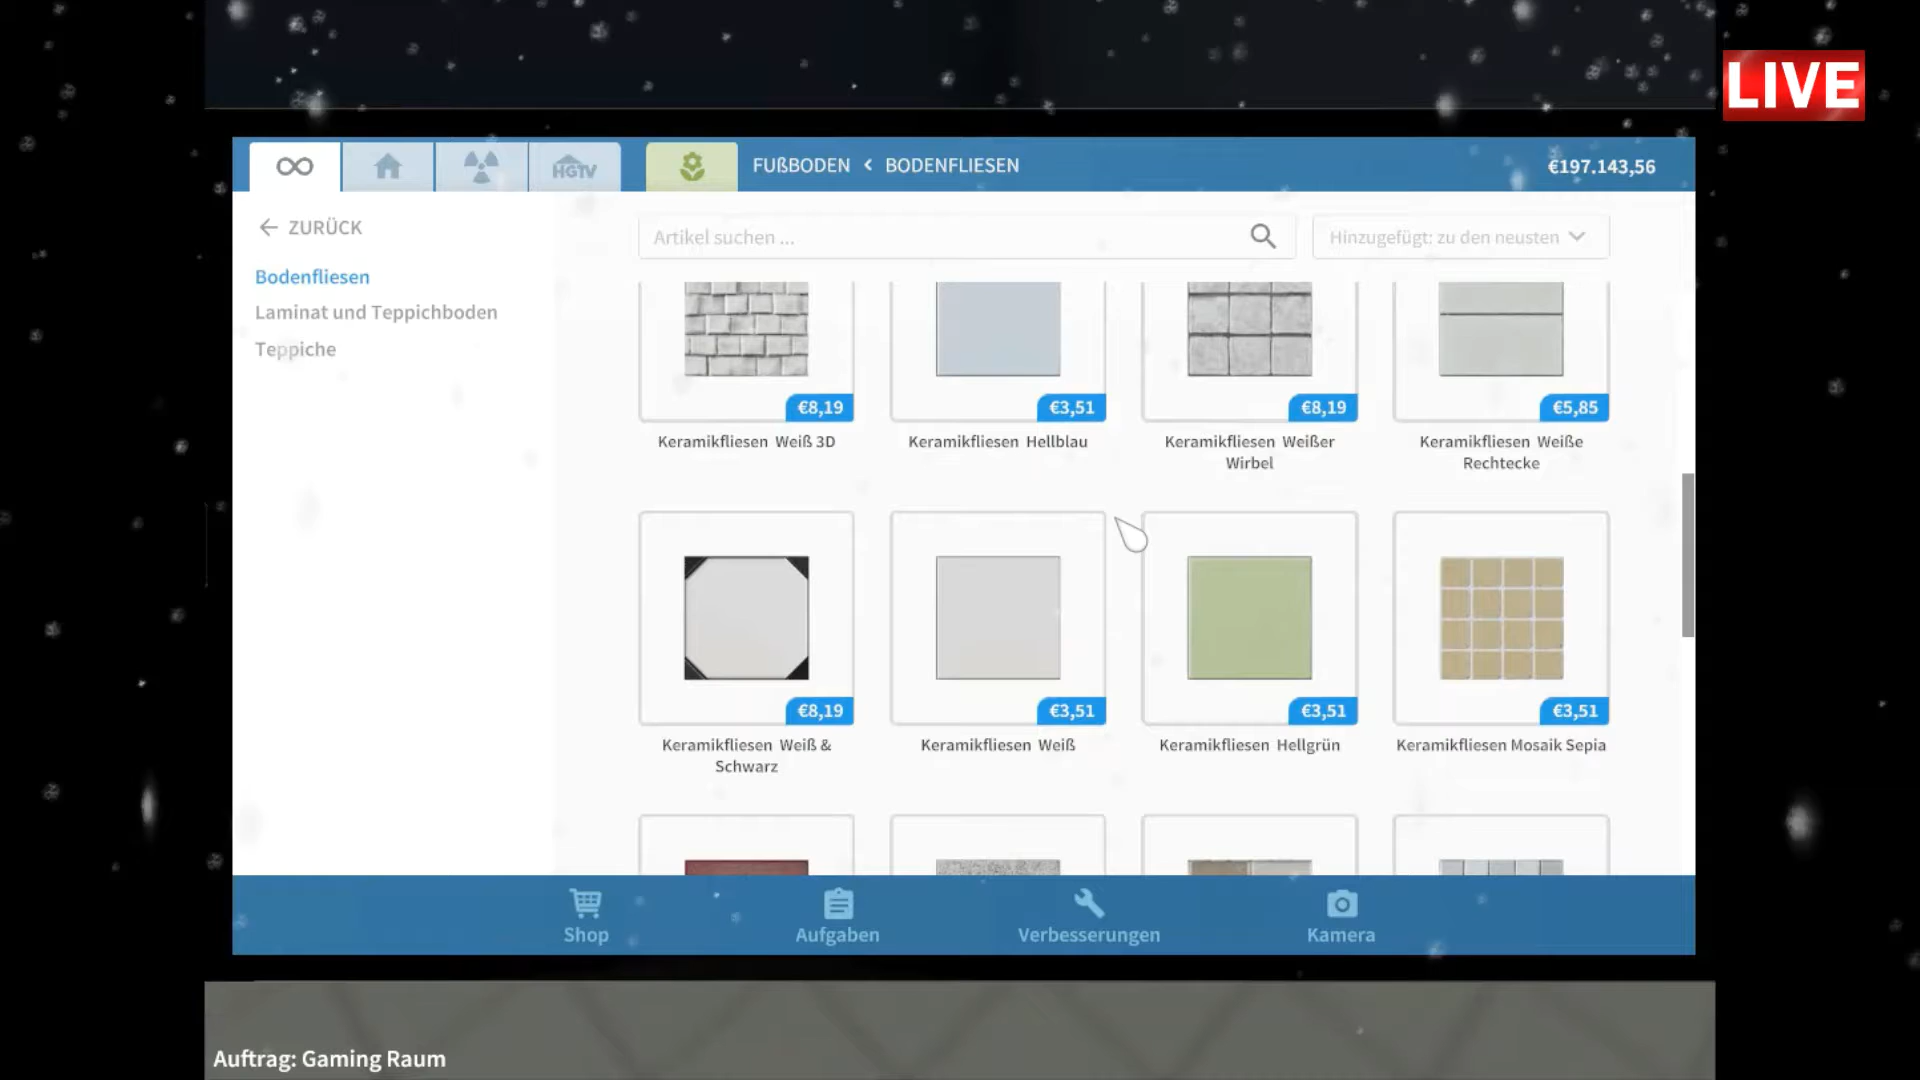 LIVE
HGTV
FUßBODEN < BODENFLIESEN
€197.143,56
ZURÜCK
Bodenfliesen
Laminat und Teppichboden
Teppiche
Artikel suchen ...
Hinzugefügt: zu den neusten
€8,19
€3,51
€8,19
€5,85
Keramikfliesen Weiß 3D
Keramikfliesen Hellblau
Keramikfliesen Weißer
Wirbel
Keramikfliesen Weiße
Rechtecke
€8,19
€3,51
€3,51
€3,51
Keramikfliesen Weiß &
Schwarz
Keramikfliesen Weiß
Keramikfliesen Hellgrün
Keramikfliesen Mosaik Sepia
Shop
Aufgaben
Verbesserungen
Kamera
Auftrag: Gaming Raum